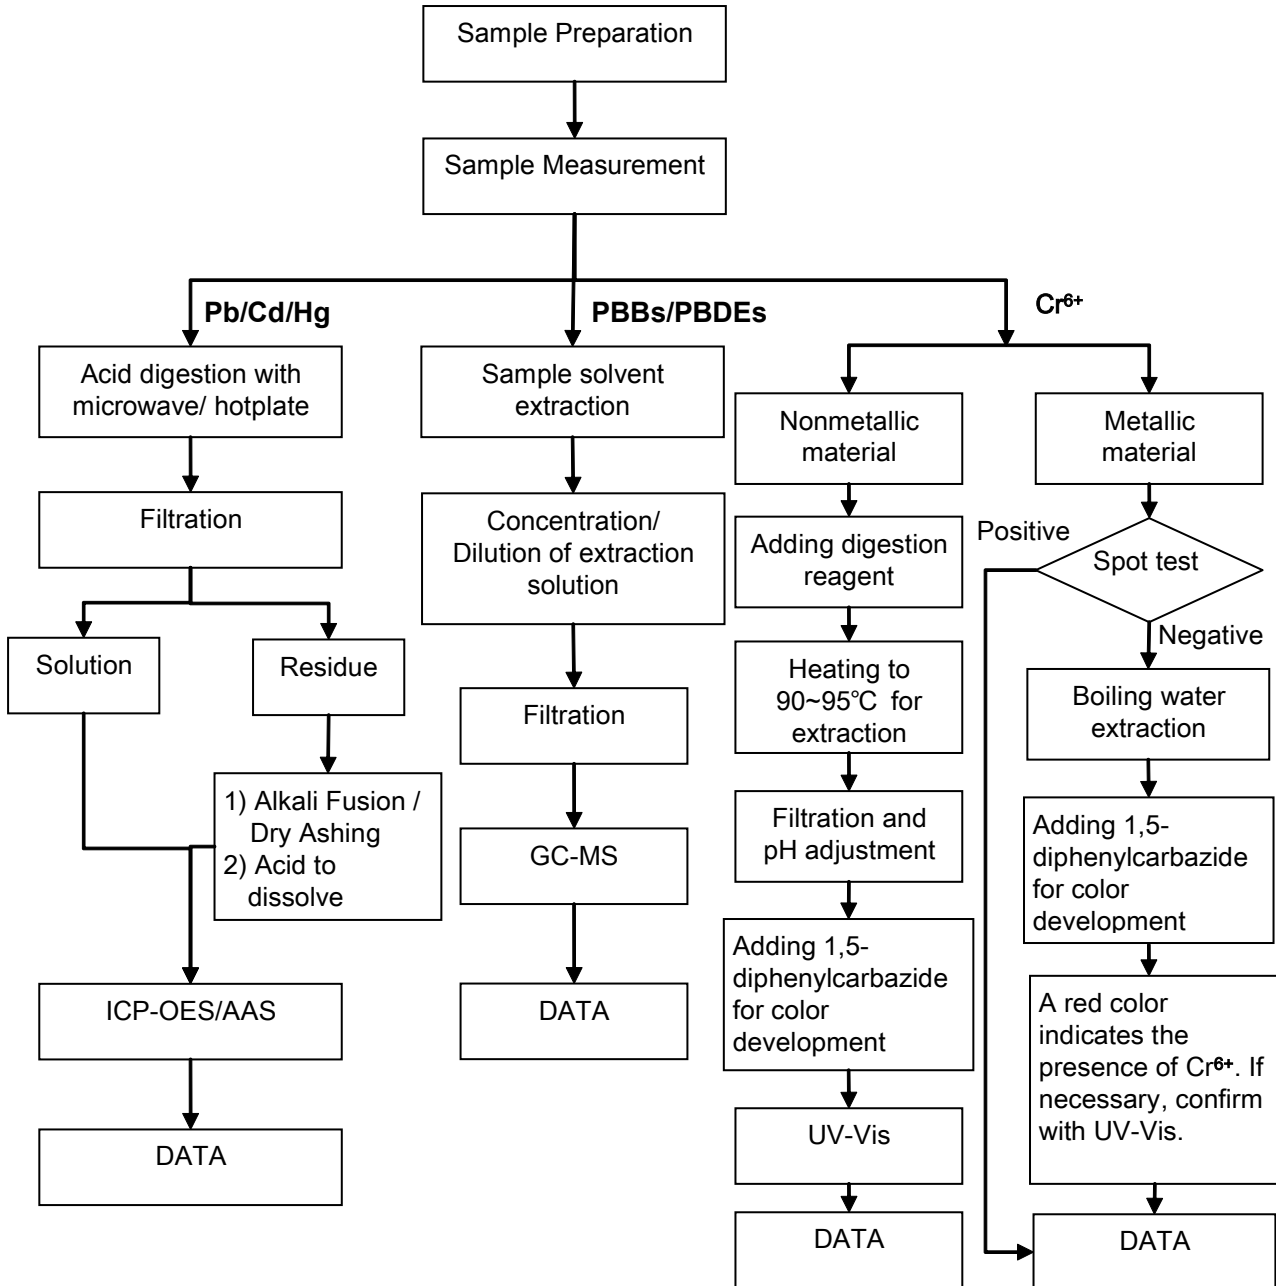 Sample Preparation
Sample Measurement
Pb/Cd/Hg
PBBs/PBDEs
Cr⁶⁺
Acid digestion with
microwave/ hotplate
Filtration
Solution
Residue
1) Alkali Fusion /
Dry Ashing
2) Acid to
dissolve
ICP-OES/AAS
DATA
Sample solvent
extraction
Concentration/
Dilution of extraction
solution
Filtration
GC-MS
DATA
Nonmetallic
material
Adding digestion
reagent
Heating to
90~95℃ for
extraction
Filtration and
pH adjustment
Adding 1,5-
diphenylcarbazide
for color
development
UV-Vis
DATA
Metallic
material
Positive
Spot test
Negative
Boiling water
extraction
Adding 1,5-
diphenylcarbazide
for color
development
A red color
indicates the
presence of Cr⁶⁺. If
necessary, confirm
with UV-Vis.
DATA